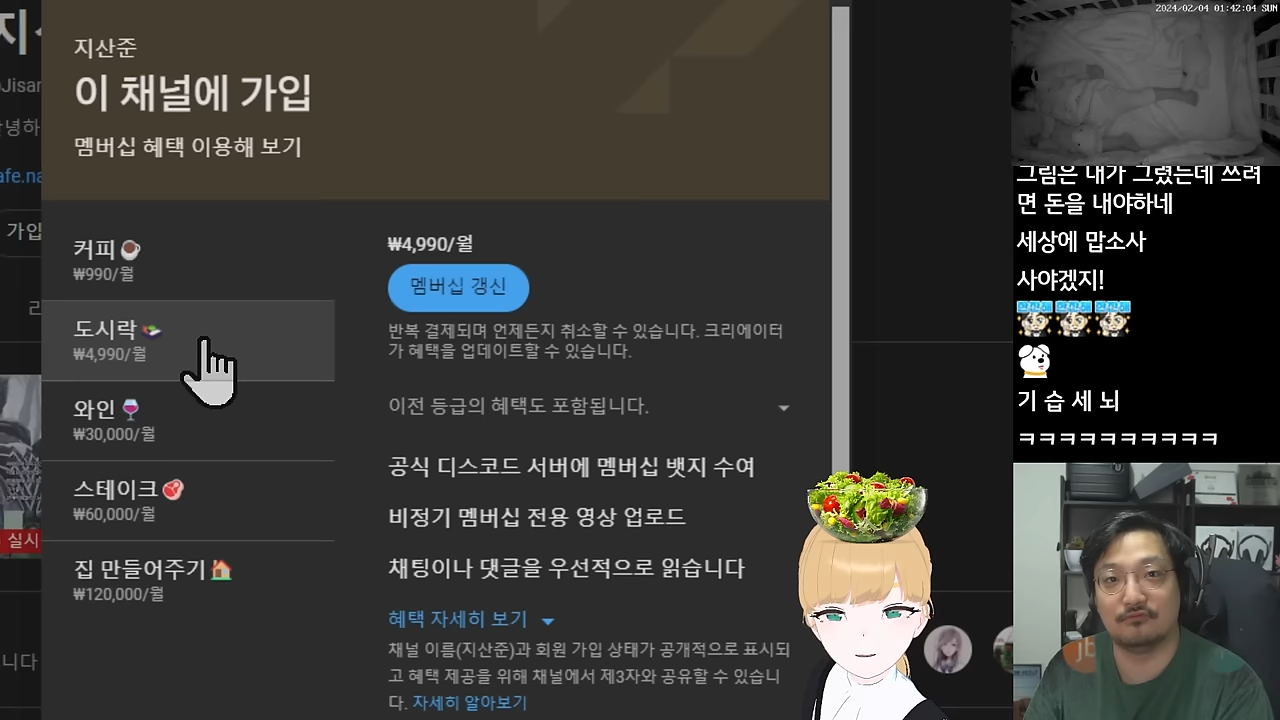 지산준
이 채널에 가입
멤버십 혜택 이용해 보기
커피
₩990/월
도시락
₩4,990/월
와인
₩30,000/월
스테이크
₩60,000/월
집 만들어주기
₩120,000/월
₩4,990/월
멤버십 갱신
반복 결제되며 언제든지 취소할 수 있습니다. 크리에이터
가 혜택을 업데이트할 수 있습니다.
이전 등급의 혜택도 포함됩니다.
공식 디스코드 서버에 멤버십 뱃지 수여
비정기 멤버십 전용 영상 업로드
채팅이나 댓글을 우선적으로 읽습니다
혜택 자세히 보기
채널 이름(지산준)과 회원 가입 상태가 공개적으로 표시되
고 혜택 제공을 위해 채널에서 제3자와 공유할 수 있습니
다. 자세히 알아보기
가입
실시
니다
2024/02/04 01:42:04 SUN
그림은 내가 그렸는데 쓰려
면 돈을 내야하네
세상에 맙소사
사야겠지!
기 습 세 뇌
ㅋㅋㅋㅋㅋㅋㅋㅋㅋㅋ